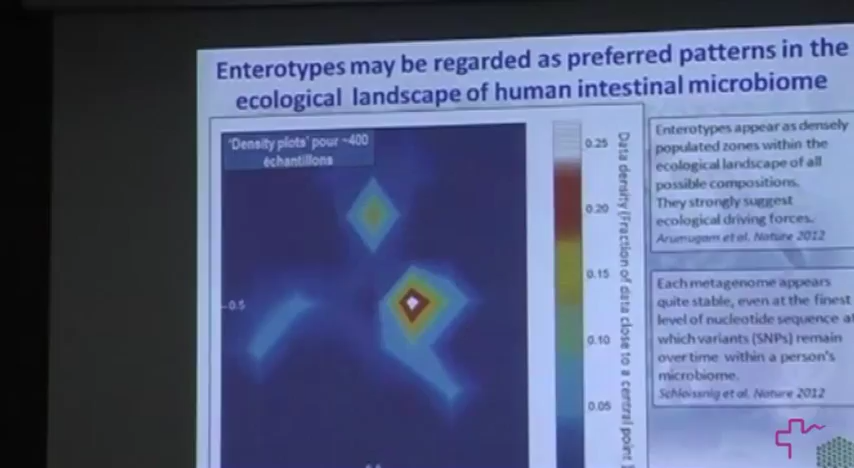 Enterotypes may be regarded as preferred patterns in the
ecological landscape of human intestinal microbiome
'Density plots' pour ~400
échantillons
0.5
0.25
0.20
0.15
0.10
0.05
Data density (Fraction of data close to a central point
Enterotypes appear as densely
populated zones within the
ecological landscape of all
possible compositions.
They strongly suggest
ecological driving forces.
Arumugam et al. Nature 2012
Each metagenome appears
quite stable, even at the finest
level of nucleotide sequence at
which variants (SNPs) remain
over time within a person's
microbiome.
Schloissnig et al. Nature 2012